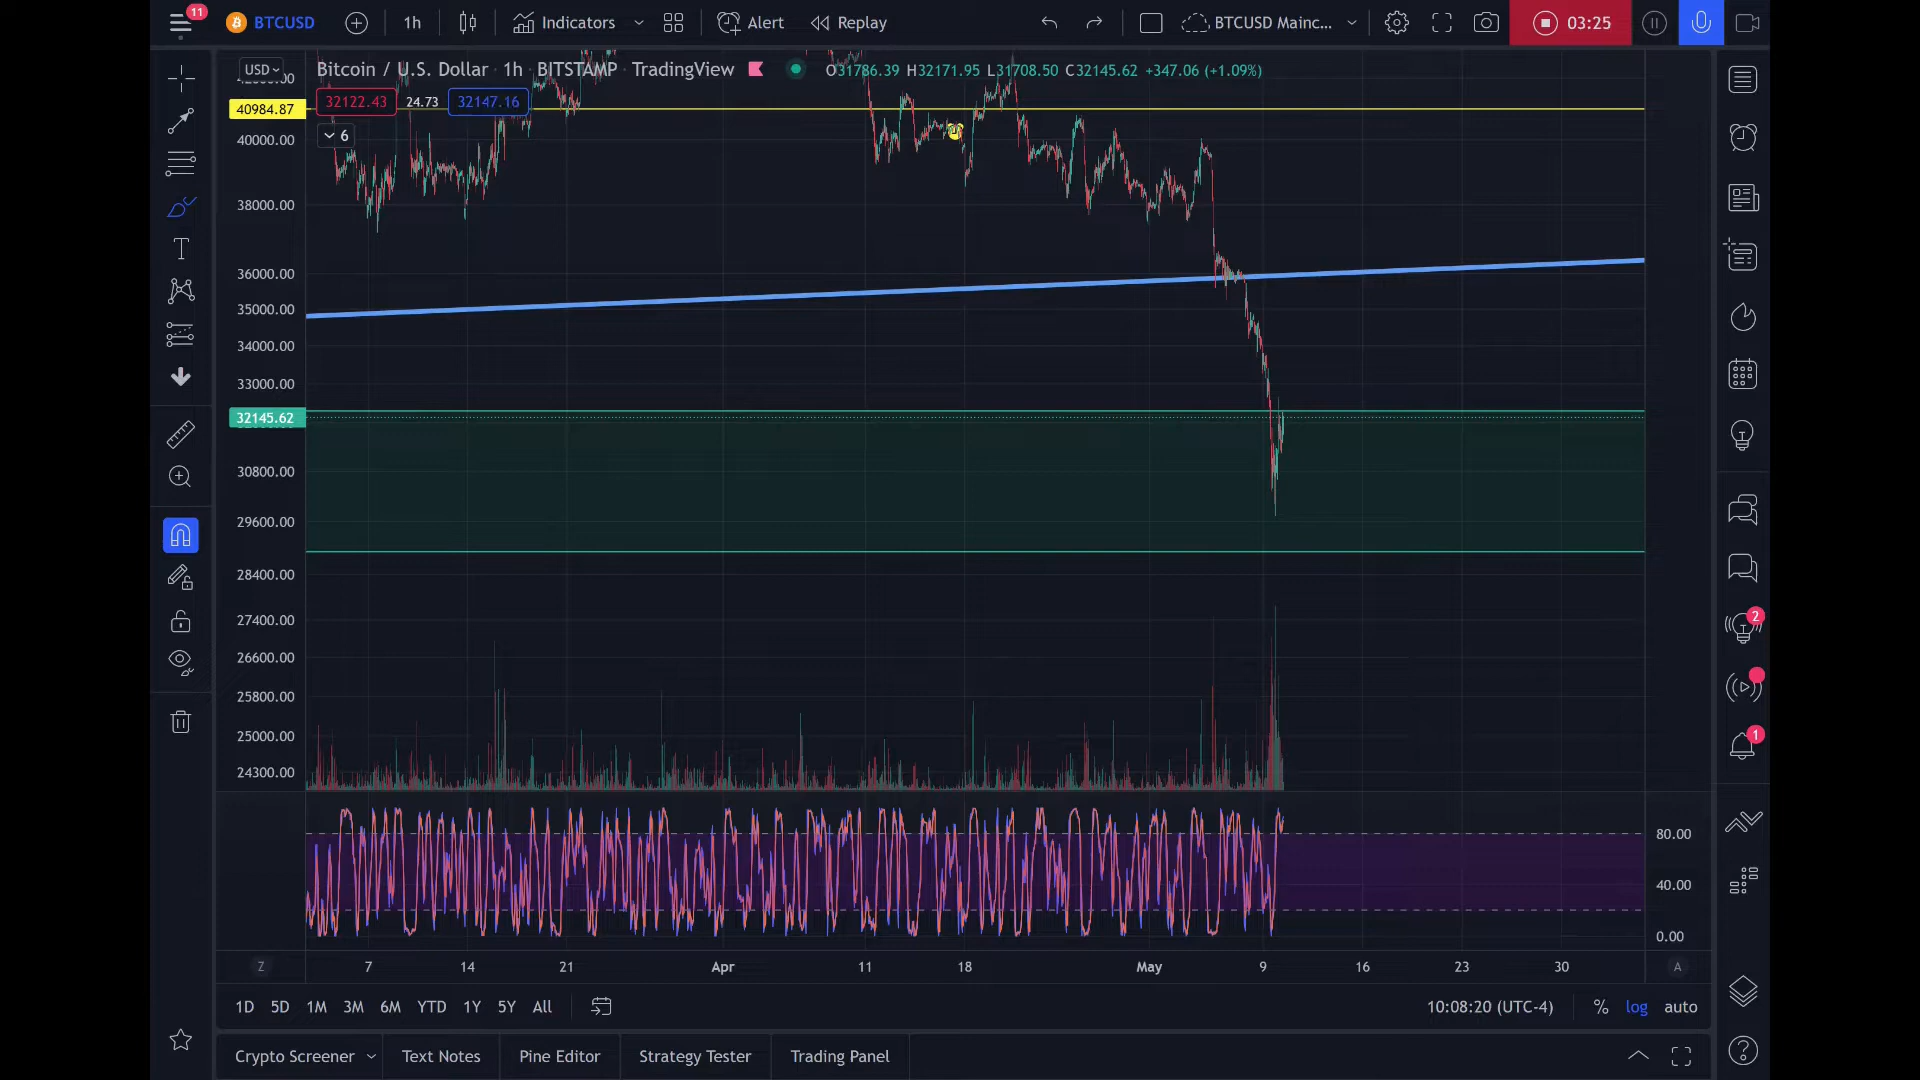 11
BTCUSD
1h
Indicators
Alert
Replay
BTCUSD Mainc...
03:25
USD
Bitcoin / U.S. Dollar · 1h · BITSTAMP · TradingView
O31786.39 H32171.95 L31708.50 C32145.62 +347.06 (+1.09%)
32122.43
24.73
32147.16
6
40984.87
40000.00
38000.00
36000.00
35000.00
34000.00
33000.00
32145.62
30800.00
29600.00
28400.00
27400.00
26600.00
25800.00
25000.00
24300.00
2
1
80.00
40.00
0.00
Z
7
14
21
Apr
11
18
May
9
16
23
30
A
1D 5D 1M 3M 6M YTD 1Y 5Y All
10:08:20 (UTC-4)
% log auto
Crypto Screener
Text Notes
Pine Editor
Strategy Tester
Trading Panel